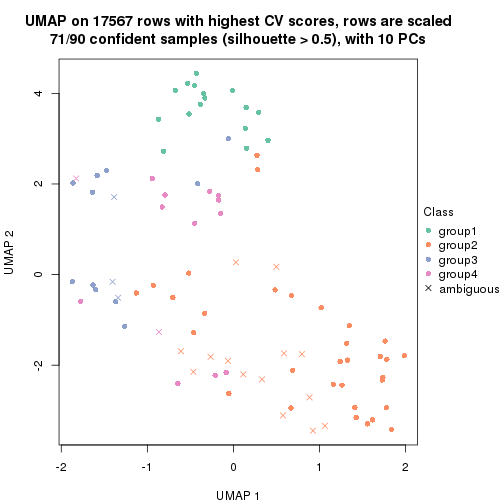 UMAP on 17567 rows with highest CV scores, rows are scaled
71/90 confident samples (silhouette > 0.5), with 10 PCs
UMAP 2
4
2
0
-2
-2
-1
0
1
2
UMAP 1
Class
group1
group2
group3
group4
ambiguous